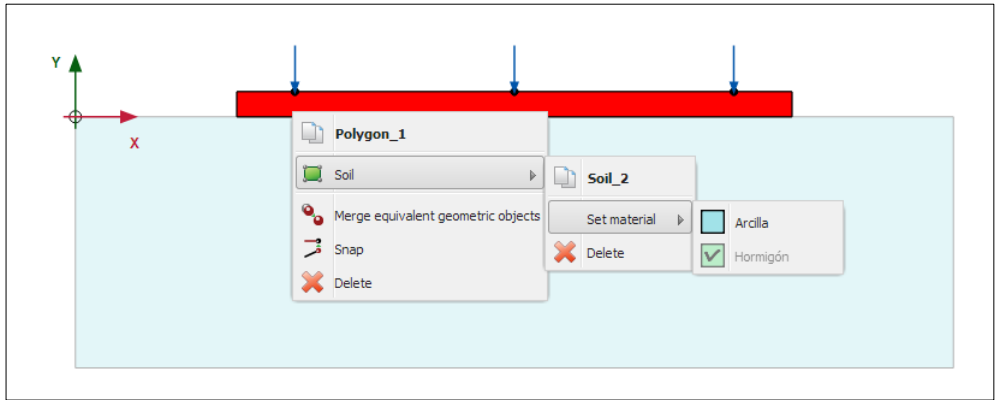 Y
X
Polygon_1
Soil
Merge equivalent geometric objects
Snap
Delete
Soil_2
Set material
Delete
Arcilla
Hormigón